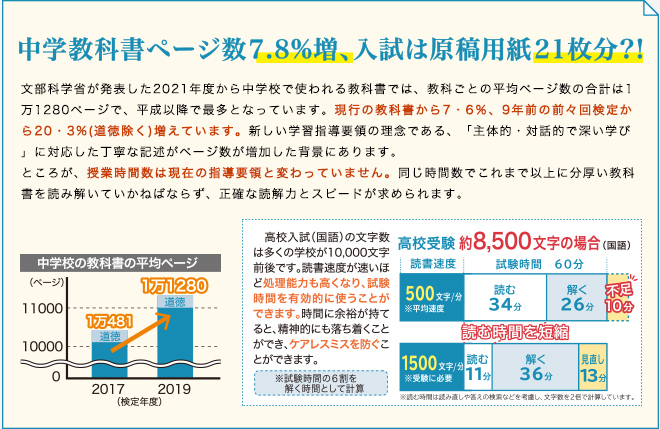 中学教科書ページ数7.8%増、入試は原稿用紙21枚分?!
文部科学省が発表した2021年度から中学校で使われる教科書では、教科ごとの平均ページ数の合計は1
万1280ページで、平成以降で最多となっています。現行の教科書から7・6%、9年前の前々回検定か
ら20・3%(道徳除く)増えています。新しい学習指導要領の理念である、「主体的・対話的で深い学び
」に対応した丁寧な記述がページ数が増加した背景にあります。
ところが、授業時間数は現在の指導要領と変わっていません。同じ時間数でこれまで以上に分厚い教科
書を読み解いていかねばならず、正確な読解力とスピードが求められます。
中学校の教科書の平均ページ
(ページ)
11000
10000
0
1万481
道徳
1万1280
道徳
2017
2019
(検定年度)
高校入試(国語)の文字数
は多くの学校が10,000文字
前後です。読書速度が速いほ
ど処理能力も高くなり、試験
時間を有効的に使うことが
できます。時間に余裕が持て
ると、精神的にも落ち着くこと
ができ、ケアレスミスを防ぐこ
とができます。
※試験時間の6割を
解く時間として計算
高校受験 約8,500文字の場合(国語)
読書速度 試験時間 60分
500文字/分
※平均速度
読む
34分
解く
26分
不足
10分
読む時間を短縮
1500文字/分
※受験に必要
読む
11分
解く
36分
見直し
13分
※読む時間は読み直しや答えの検索などを考慮し、文字数を2倍で計算しています。